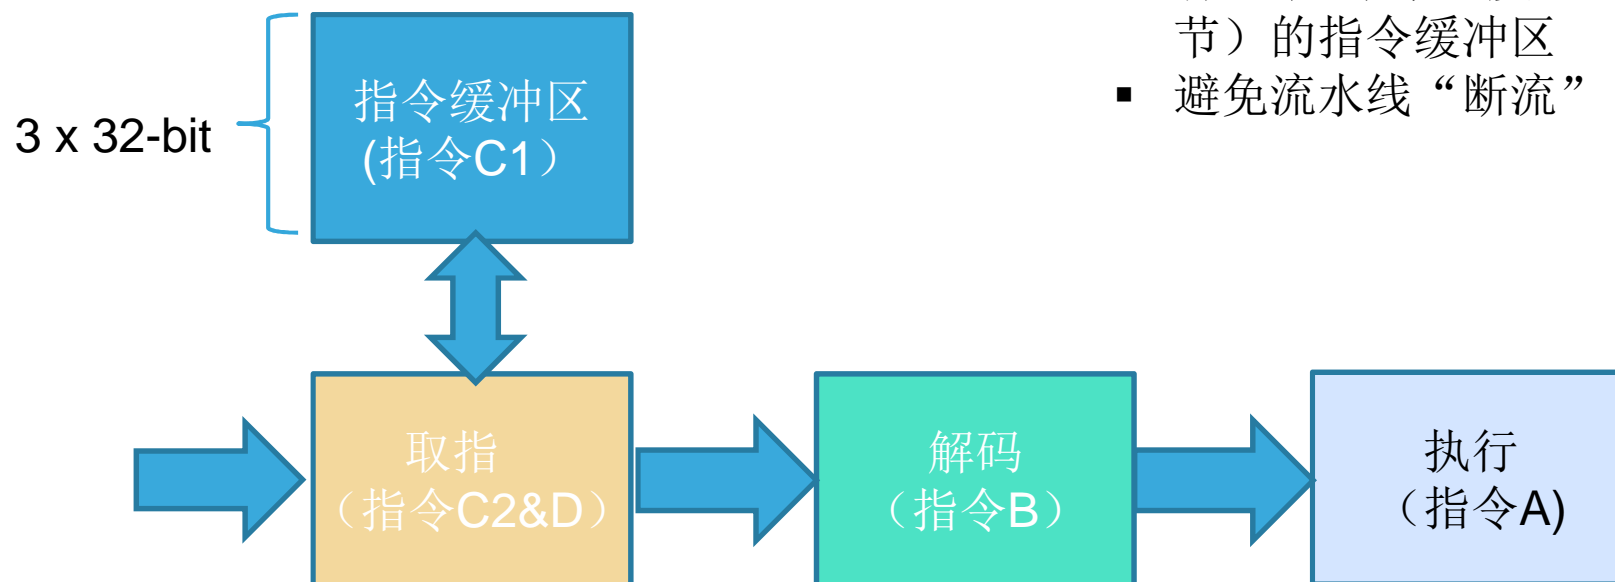 节）的指令缓冲区
▪ 避免流水线“断流”
3 x 32-bit
指令缓冲区
(指令C1）
取指
（指令C2&D）
解码
（指令B）
执行
（指令A)